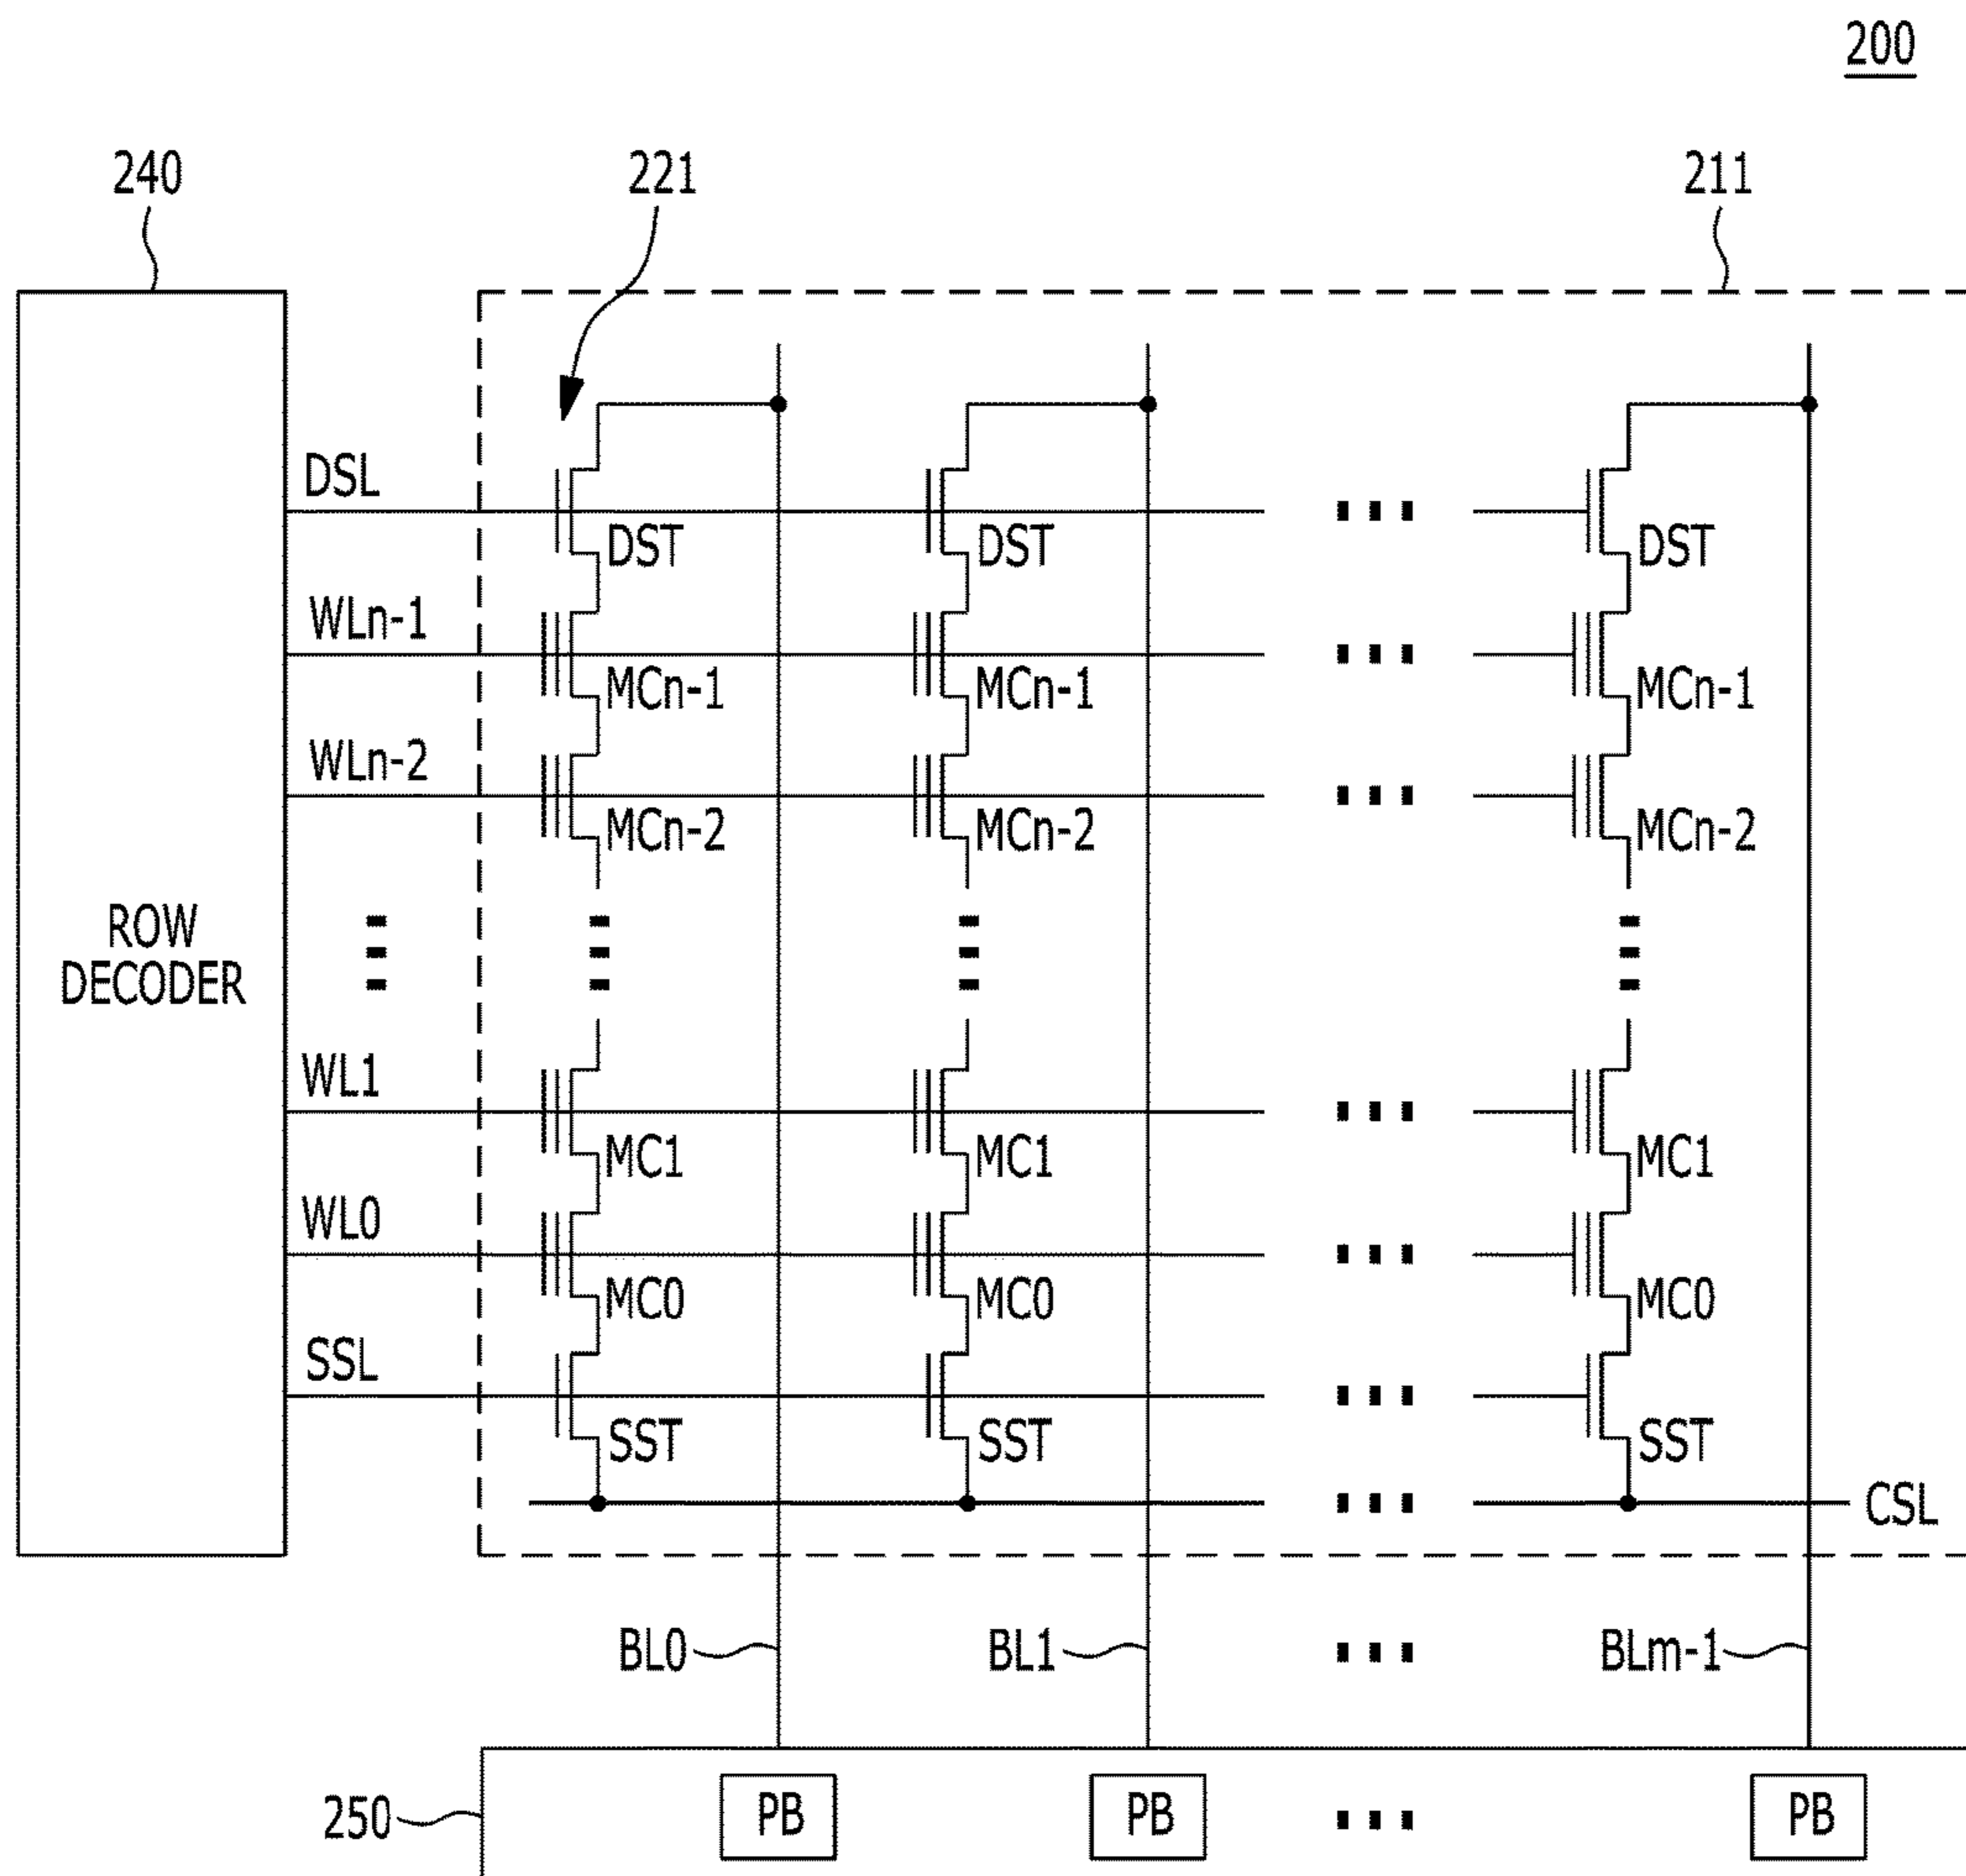 200
240
221
211
DSL
DST DST DST
WLn-1
MCn-1 MCn-1 MCn-1
WLn-2
MCn-2 MCn-2 MCn-2
ROW
DECODER
WL1
MC1 MC1 MC1
WL0
MC0 MC0 MC0
SSL
SST SST SST
CSL
BL0 BL1 BLm-1
250
PB PB PB